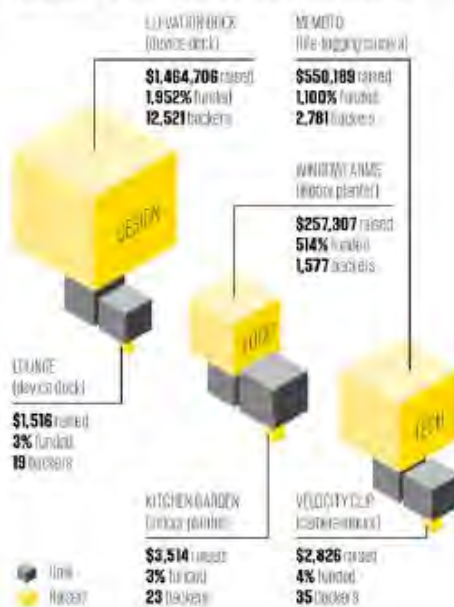 ELEVATION DOCK
(device dock)
$1,464,706 raised
1,952% funded
12,521 backers
MEMOTO
(life-logging camera)
$550,189 raised
1,100% funded
2,781 backers
DESIGN
(indoor planter)
$257,307 raised
514% funded
1,577 backers
FOOD
TECH
LOUNGE
(device dock)
$1,516 raised
3% funded
19 backers
KITCHEN GARDEN
(indoor planter)
$3,514 raised
3% funded
23 backers
VELOCITY CLIP
(camera mount)
$2,826 raised
4% funded
35 backers
Raised